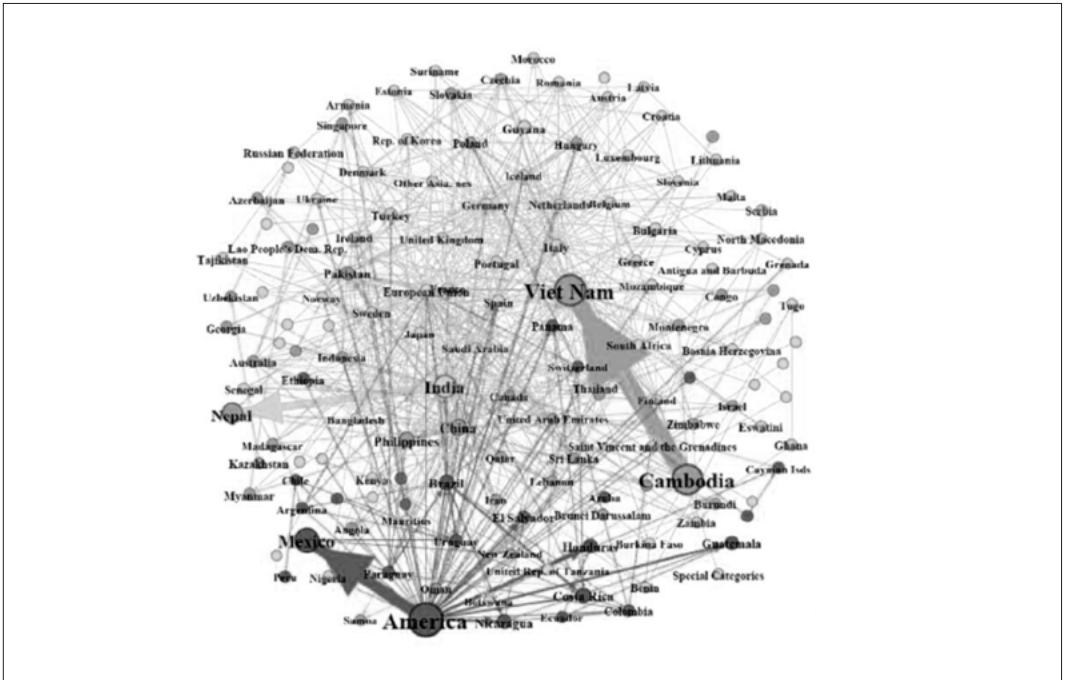 Morocco
Suriname
Czechia
Romania
Latvia
Estonia
Slovakia
Austria
Armenia
Croatia
Singapore
Guyana
Rep. of Korea
Poland
Hungary
Russian Federation
Luxembourg
Lithuania
Denmark
Iceland
Other Asia, nes
Slovenia
Azerbaijan
Ukraine
Malta
Germany
Netherlands
Belgium
Serbia
Turkey
Bulgaria
Ireland
United Kingdom
North Macedonia
Lao People's Dem. Rep.
Italy
Cyprus
Tajikistan
Portugal
Greece
Grenada
Pakistan
Antigua and Barbuda
European Union
Viet Nam
Mozambique
Uzbekistan
Norway
Spain
Congo
Togo
Sweden
Georgia
Panama
Montenegro
Japan
Saudi Arabia
South Africa
Bosnia Herzegovina
Australia
Indonesia
Switzerland
Ethiopia
Senegal
India
Thailand
Canada
Finland
Israel
Nepal
Bangladesh
China
United Arab Emirates
Zimbabwe
Eswatini
Madagascar
Philippines
Saint Vincent and the Grenadines
Ghana
Kazakhstan
Qatar
Sri Lanka
Cayman Isds
Chile
Kenya
Brazil
Lebanon
Cambodia
Myanmar
Iran
Aruba
Burundi
Argentina
Mauritius
El Salvador
Brunei Darussalam
Zambia
Angola
Mexico
Uruguay
New Zealand
Honduras
Burkina Faso
Guatemala
Peru
Nigeria
Paraguay
United Rep. of Tanzania
Special Categories
Oman
Benin
Botswana
Costa Rica
Samoa
America
Nicaragua
Ecuador
Colombia